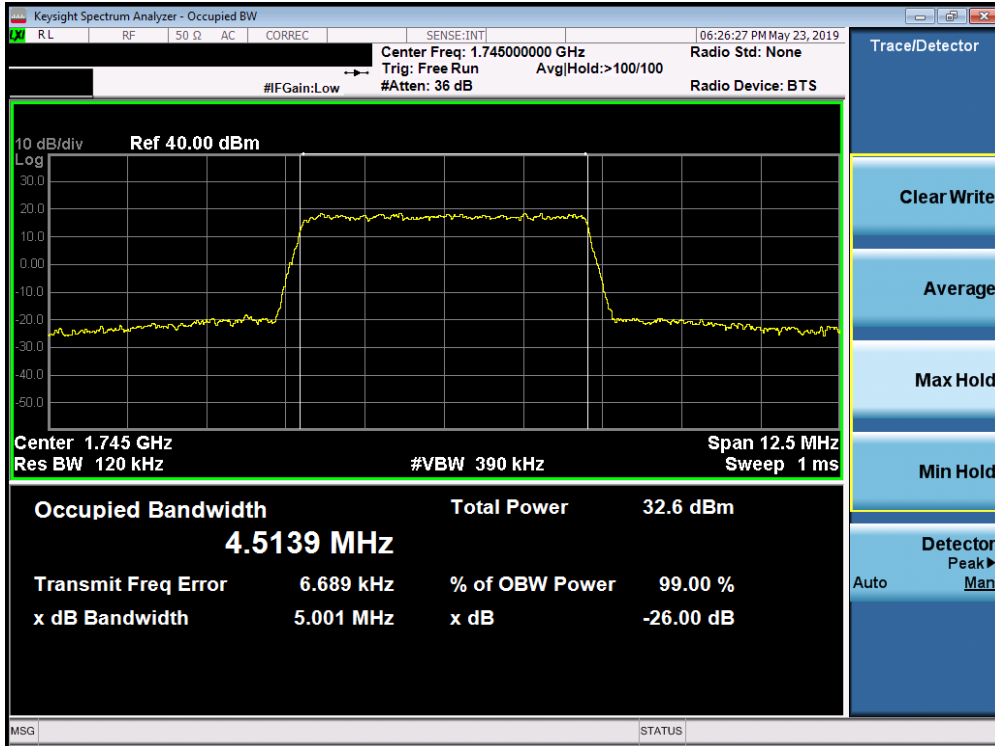 Keysight Spectrum Analyzer - Occupied BW
LXI RL RF 50 Ω AC CORREC SENSE:INT 06:26:27 PM May 23, 2019
Center Freq: 1.745000000 GHz Radio Std: None
Trig: Free Run Avg|Hold:>100/100
#IFGain:Low #Atten: 36 dB Radio Device: BTS
10 dB/div Ref 40.00 dBm
Log
30.0
20.0
10.0
0.00
-10.0
-20.0
-30.0
-40.0
-50.0
Center 1.745 GHz Span 12.5 MHz
Res BW 120 kHz #VBW 390 kHz Sweep 1 ms
Occupied Bandwidth Total Power 32.6 dBm
4.5139 MHz
Transmit Freq Error 6.689 kHz % of OBW Power 99.00 %
x dB Bandwidth 5.001 MHz x dB -26.00 dB
MSG STATUS
Trace/Detector
Clear Write
Average
Max Hold
Min Hold
Detector
Peak▶
Auto Man